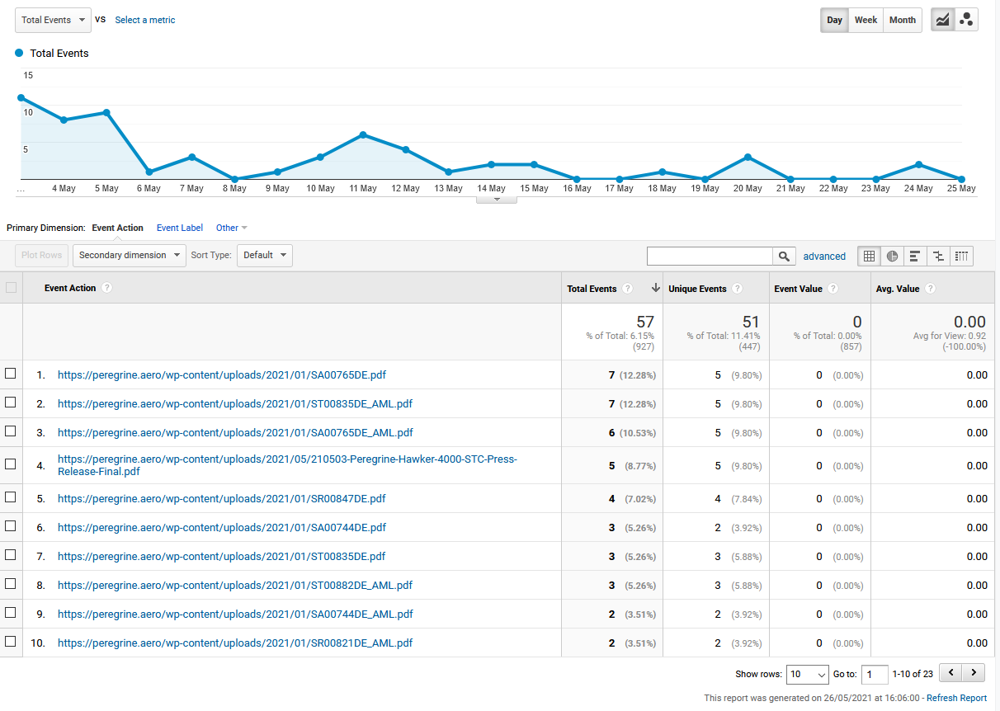 Total Events VS Select a metric Day Week Month
Total Events
15
10
5
... 4 May 5 May 6 May 7 May 8 May 9 May 10 May 11 May 12 May 13 May 14 May 15 May 16 May 17 May 18 May 19 May 20 May 21 May 22 May 23 May 24 May 25 May
Primary Dimension: Event Action Event Label Other
Plot Rows Secondary dimension Sort Type: Default advanced
Event Action ? Total Events ? Unique Events ? Event Value ? Avg. Value ?
57 51 0 0.00
% of Total: 6.15% % of Total: 11.41% % of Total: 0.00% Avg for View: 0.92
(927) (447) (857) (-100.00%)
1. https://peregrine.aero/wp-content/uploads/2021/01/SA00765DE.pdf 7 (12.28%) 5 (9.80%) 0 (0.00%) 0.00
2. https://peregrine.aero/wp-content/uploads/2021/01/ST00835DE_AML.pdf 7 (12.28%) 5 (9.80%) 0 (0.00%) 0.00
3. https://peregrine.aero/wp-content/uploads/2021/01/SA00765DE_AML.pdf 6 (10.53%) 5 (9.80%) 0 (0.00%) 0.00
4. https://peregrine.aero/wp-content/uploads/2021/05/210503-Peregrine-Hawker-4000-STC-Press-
Release-Final.pdf 5 (8.77%) 5 (9.80%) 0 (0.00%) 0.00
5. https://peregrine.aero/wp-content/uploads/2021/01/SR00847DE.pdf 4 (7.02%) 4 (7.84%) 0 (0.00%) 0.00
6. https://peregrine.aero/wp-content/uploads/2021/01/SA00744DE.pdf 3 (5.26%) 2 (3.92%) 0 (0.00%) 0.00
7. https://peregrine.aero/wp-content/uploads/2021/01/ST00835DE.pdf 3 (5.26%) 3 (5.88%) 0 (0.00%) 0.00
8. https://peregrine.aero/wp-content/uploads/2021/01/ST00882DE_AML.pdf 3 (5.26%) 3 (5.88%) 0 (0.00%) 0.00
9. https://peregrine.aero/wp-content/uploads/2021/01/SA00744DE_AML.pdf 2 (3.51%) 2 (3.92%) 0 (0.00%) 0.00
10. https://peregrine.aero/wp-content/uploads/2021/01/SR00821DE_AML.pdf 2 (3.51%) 2 (3.92%) 0 (0.00%) 0.00
Show rows: 10 Go to: 1 1-10 of 23
This report was generated on 26/05/2021 at 16:06:00 - Refresh Report